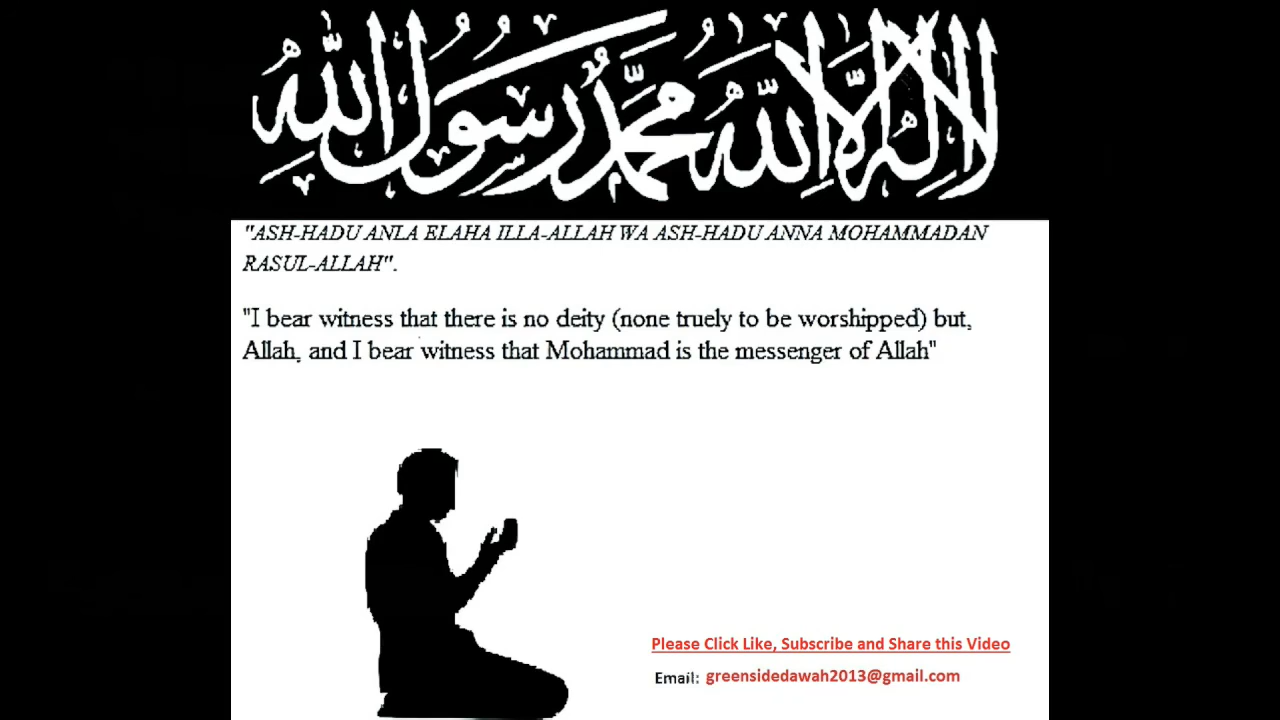 لا إله إلا الله محمد رسول الله
"ASH-HADU ANLA ELAHA ILLA-ALLAH WA ASH-HADU ANNA MOHAMMADAN
RASUL-ALLAH".
"I bear witness that there is no deity (none truely to be worshipped) but,
Allah, and I bear witness that Mohammad is the messenger of Allah"
Please Click Like, Subscribe and Share this Video
Email: greensidedawah2013@gmail.com